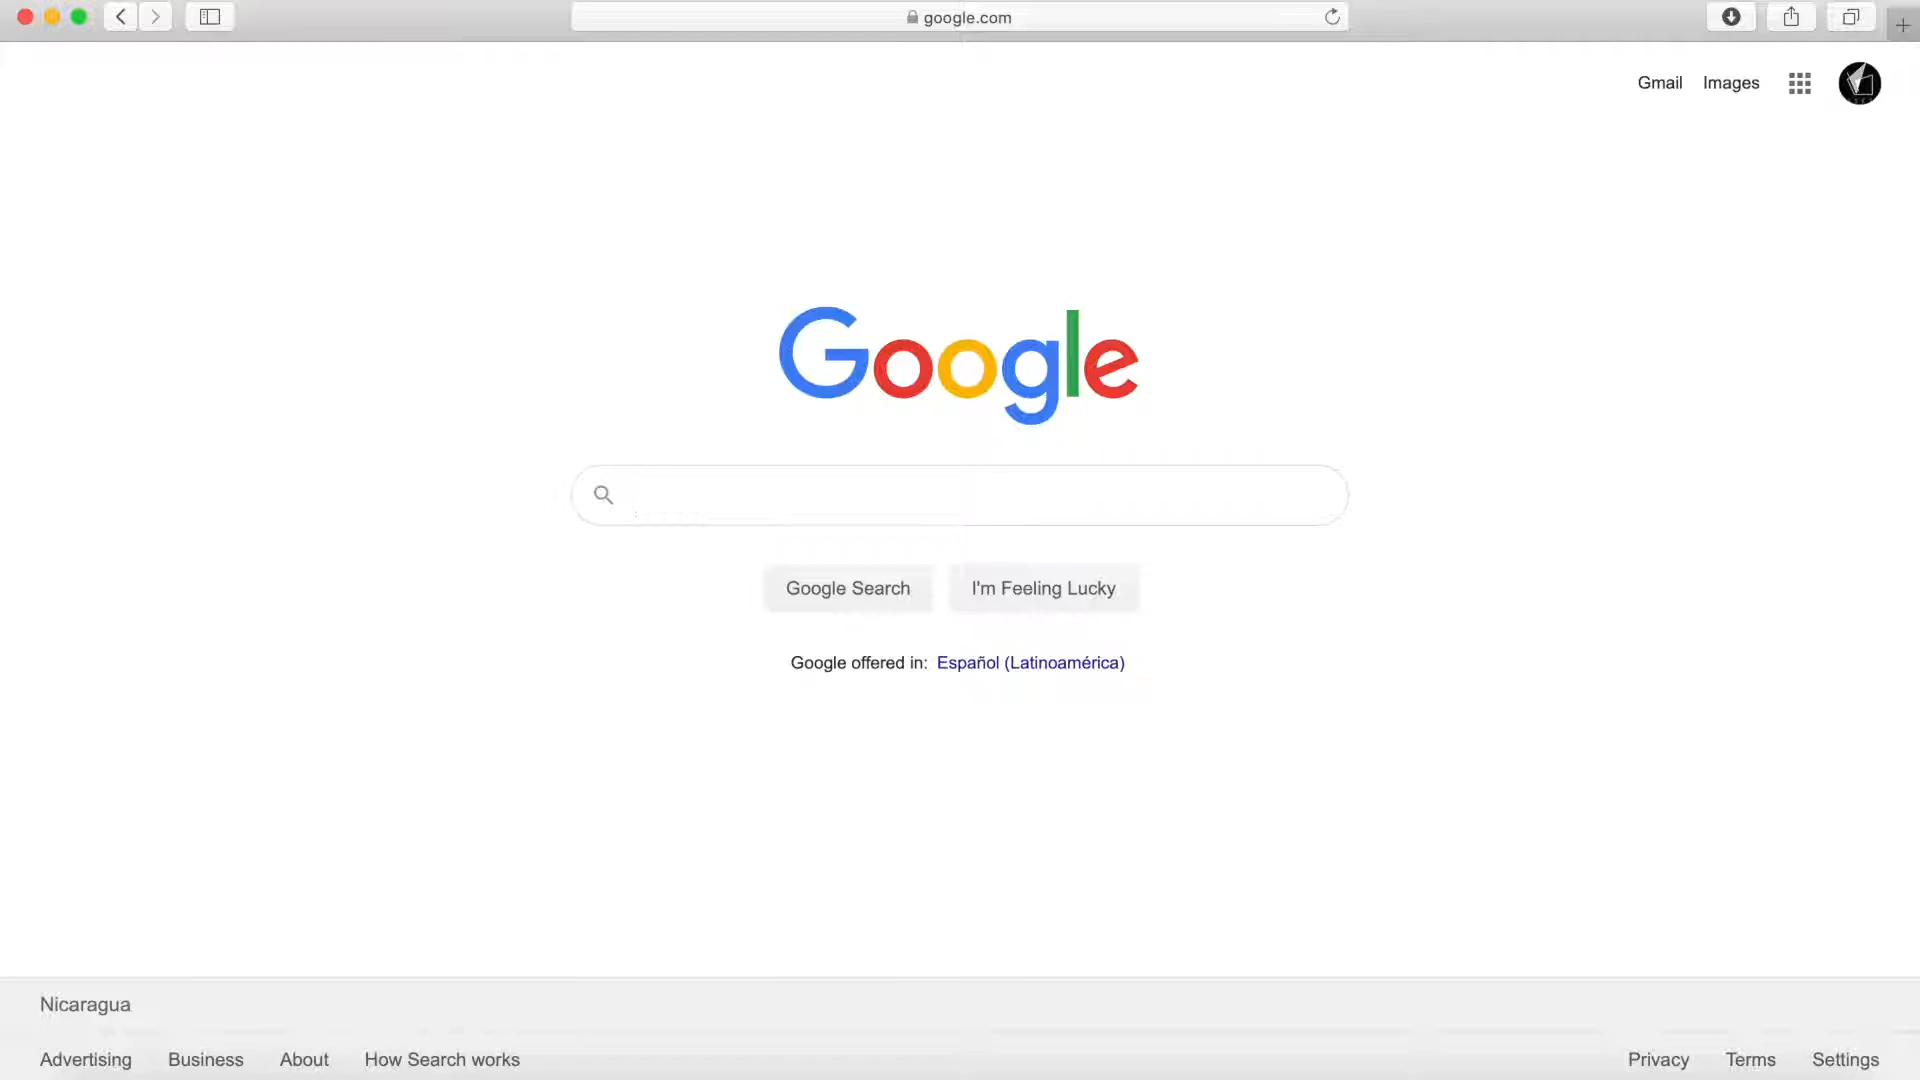 google.com
Gmail Images
Google
Google Search I'm Feeling Lucky
Google offered in: Español (Latinoamérica)
Nicaragua
Advertising Business About How Search works Privacy Terms Settings